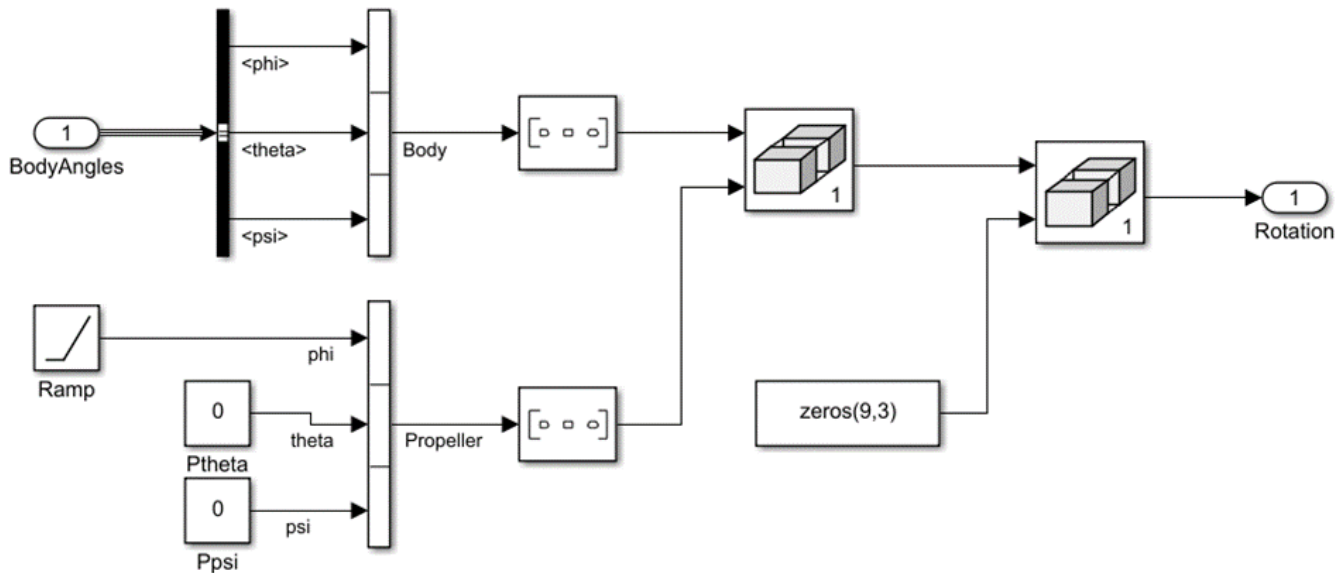 <phi>
1
BodyAngles
<theta>
Body
1
<psi>
1
1
Rotation
phi
Ramp
0
theta
Ptheta
Propeller
zeros(9,3)
0
psi
Ppsi